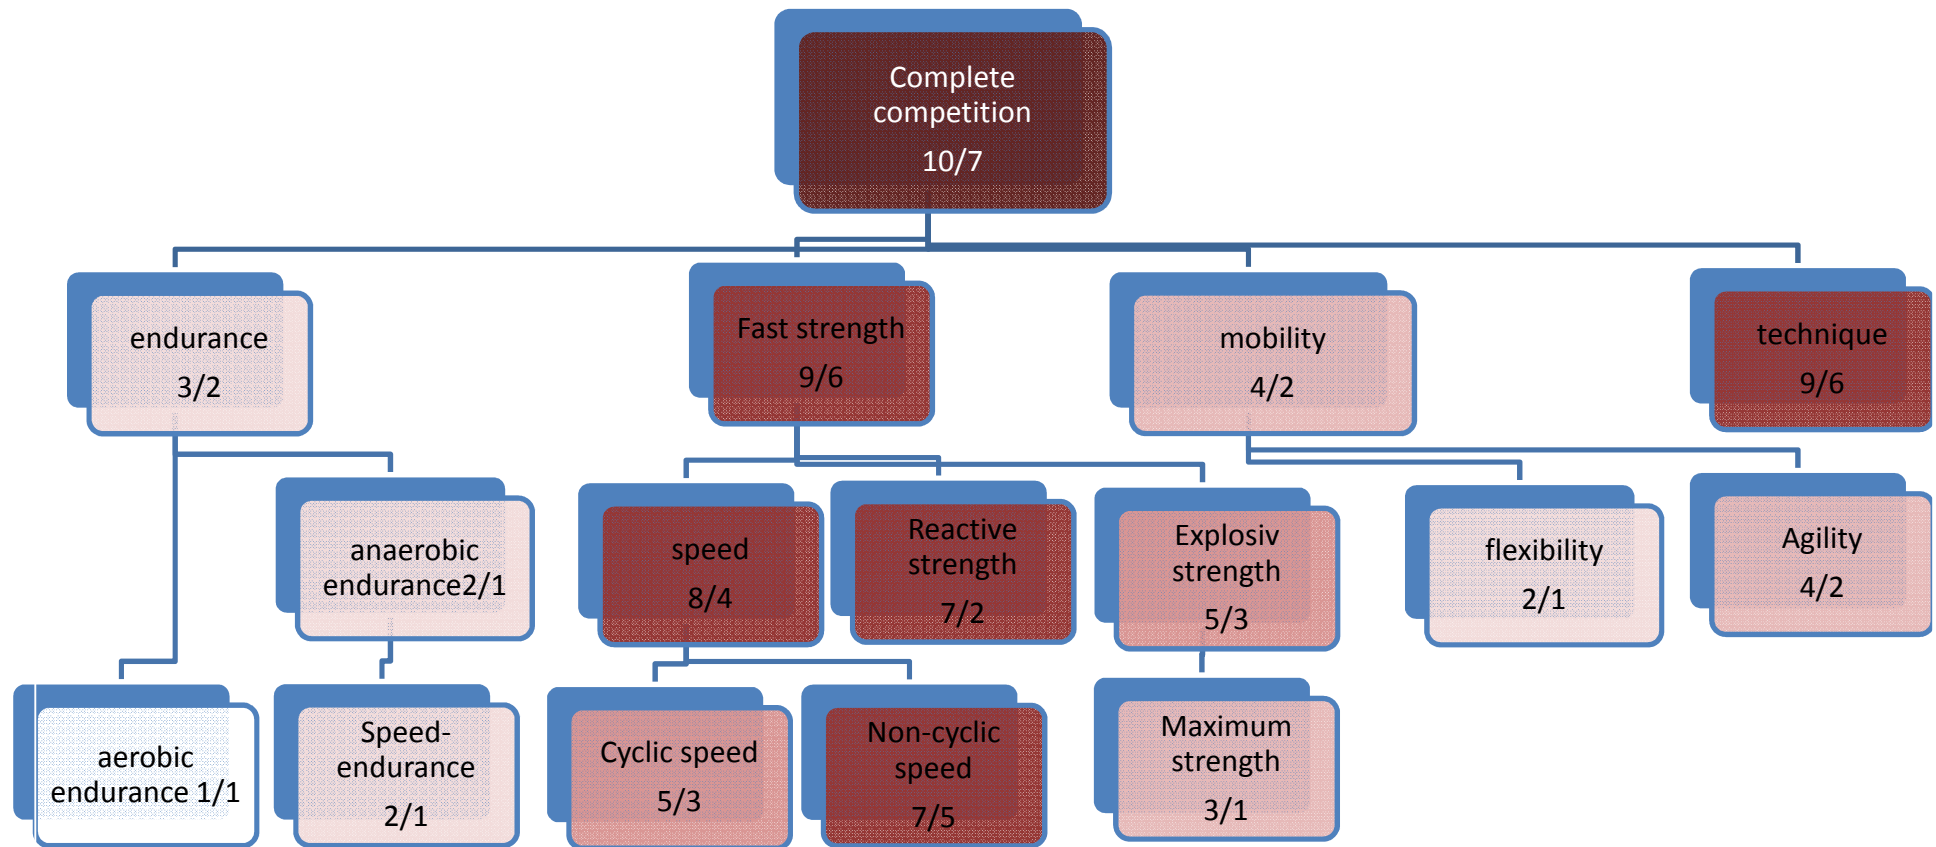 Complete
competition
10/7
endurance
3/2
Fast strength
9/6
mobility
4/2
technique
9/6
anaerobic
endurance2/1
speed
8/4
Reactive
strength
7/2
Explosiv
strength
5/3
flexibility
2/1
Agility
4/2
aerobic
endurance 1/1
Speed-
endurance
2/1
Cyclic speed
5/3
Non-cyclic
speed
7/5
Maximum
strength
3/1